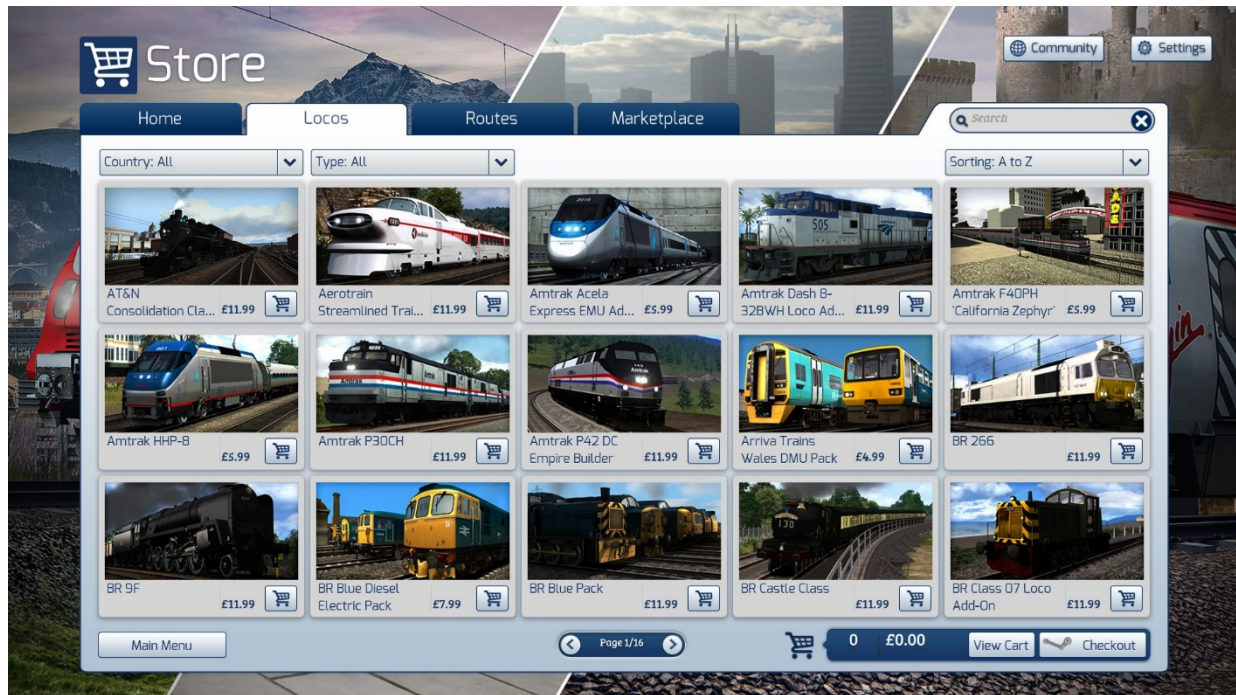 Store
Community
Settings
Home
Locos
Routes
Marketplace
Search
Country: All
Type: All
Sorting: A to Z
505
AT&N
Consolidation Cla... £11.99
Aerotrain
Streamlined Trai... £11.99
Amtrak Acela
Express EMU Ad... £5.99
Amtrak Dash 8-
32BWH Loco Ad... £11.99
Amtrak F40PH
'California Zephyr' £5.99
Amtrak HHP-8
£5.99
Amtrak P30CH
£11.99
Amtrak P42 DC
Empire Builder £11.99
Arriva Trains
Wales DMU Pack £4.99
BR 266
£11.99
130
BR 9F
£11.99
BR Blue Diesel
Electric Pack £7.99
BR Blue Pack
£11.99
BR Castle Class
£11.99
BR Class 07 Loco
Add-On £11.99
Main Menu
Page 1/16
0 £0.00
View Cart
Checkout